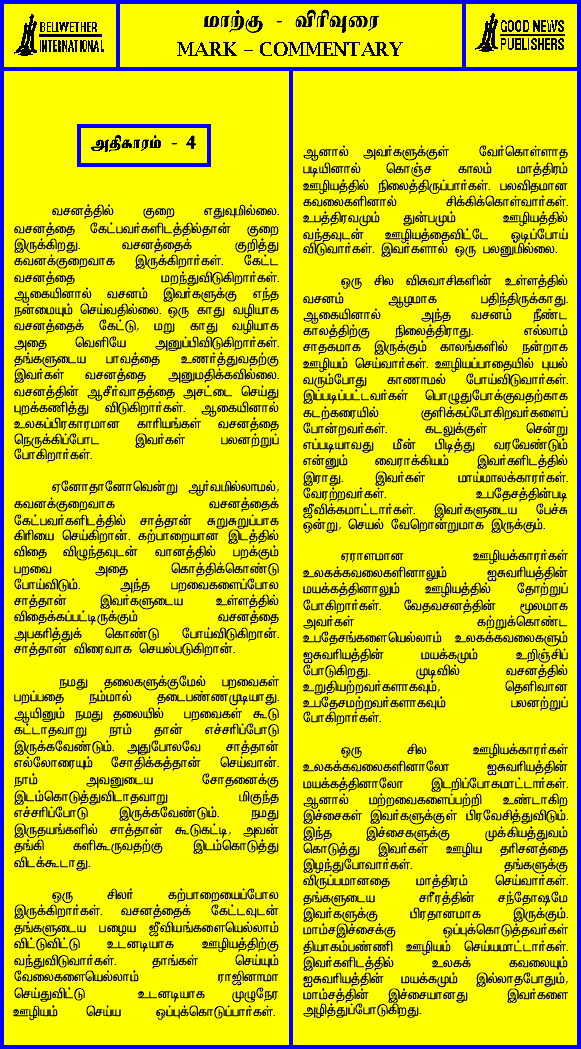 BELLWETHER
INTERNATIONAL
மாற்கு - விரிவுரை
MARK – COMMENTARY
GOOD NEWS
PUBLISHERS
அதிகாரம் - 4
வசனத்தில் குறை எதுவுமில்லை.
வசனத்தை கேட்பவர்களிடத்தில்தான் குறை
இருக்கிறது. வசனத்தைக் குறித்து
கவனக்குறைவாக இருக்கிறார்கள். கேட்ட
வசனத்தை மறந்துவிடுகிறார்கள்.
ஆகையினால் வசனம் இவர்களுக்கு எந்த
நன்மையும் செய்வதில்லை. ஒரு காது வழியாக
வசனத்தைக் கேட்டு, மறு காது வழியாக
அதை வெளியே அனுப்பிவிடுகிறார்கள்.
தங்களுடைய பாவத்தை உணர்த்துவதற்கு
இவர்கள் வசனத்தை அனுமதிக்கவில்லை.
வசனத்தின் ஆசீர்வாதத்தை அசட்டை செய்து
புறக்கணித்து விடுகிறார்கள். ஆகையினால்
உலகப்பிரகாரமான காரியங்கள் வசனத்தை
நெருக்கிப்போட இவர்கள் பலனற்றுப்
போகிறார்கள்.
ஏனோதானோவென்று ஆர்வமில்லாமல்,
கவனக்குறைவாக வசனத்தைக்
கேட்பவர்களிடத்தில் சாத்தான் சுறுசுறுப்பாக
கிரியை செய்கிறான். கற்பாறையான இடத்தில்
விதை விழுந்தவுடன் வானத்தில் பறக்கும்
பறவை அதை கொத்திக்கொண்டு
போய்விடும். அந்த பறவைகளைப்போல
சாத்தான் இவர்களுடைய உள்ளத்தில்
விதைக்கப்பட்டிருக்கும் வசனத்தை
அபகரித்துக் கொண்டு போய்விடுகிறான்.
சாத்தான் விரைவாக செயல்படுகிறான்.
நமது தலைகளுக்குமேல் பறவைகள்
பறப்பதை நம்மால் தடைபண்ணமுடியாது.
ஆயினும் நமது தலையில் பறவைகள் கூடு
கட்டாதவாறு நாம் தான் எச்சரிப்போடு
இருக்கவேண்டும். அதுபோலவே சாத்தான்
எல்லோரையும் சோதிக்கத்தான் செய்வான்.
நாம் அவனுடைய சோதனைக்கு
இடம்கொடுத்துவிடாதவாறு மிகுந்த
எச்சரிப்போடு இருக்கவேண்டும். நமது
இருதயங்களில் சாத்தான் கூடுகட்டி, அவன்
தங்கி களிகூருவதற்கு இடம்கொடுத்து
விடக்கூடாது.
ஒரு சிலர் கற்பாறையைப்போல
இருக்கிறார்கள். வசனத்தைக் கேட்டவுடன்
தங்களுடைய பழைய ஜீவியங்களையெல்லாம்
விட்டுவிட்டு உடனடியாக ஊழியத்திற்கு
வந்துவிடுவார்கள். தாங்கள் செய்யும்
வேலைகளையெல்லாம் ராஜினாமா
செய்துவிட்டு உடனடியாக முழுநேர
ஊழியம் செய்ய ஒப்புக்கொடுப்பார்கள்.
ஆனால் அவர்களுக்குள் வேர்கொள்ளாத
படியினால் கொஞ்ச காலம் மாத்திரம்
ஊழியத்தில் நிலைத்திருப்பார்கள். பலவிதமான
கவலைகளினால் சிக்கிக்கொள்வார்கள்.
உபத்திரவமும் துன்பமும் ஊழியத்தில்
வந்தவுடன் ஊழியத்தைவிட்டே ஓடிப்போய்
விடுவார்கள். இவர்களால் ஒரு பலனுமில்லை.
ஒரு சில விசுவாசிகளின் உள்ளத்தில்
வசனம் ஆழமாக பதிந்திருக்காது.
ஆகையினால் அந்த வசனம் நீண்ட
காலத்திற்கு நிலைத்திராது. எல்லாம்
சாதகமாக இருக்கும் காலங்களில் நன்றாக
ஊழியம் செய்வார்கள். ஊழியப்பாதையில் புயல்
வரும்போது காணாமல் போய்விடுவார்கள்.
இப்படிப்பட்டவர்கள் பொழுதுபோக்குவதற்காக
கடற்கரையில் குளிக்கப்போகிறவர்களைப்
போன்றவர்கள். கடலுக்குள் சென்று
எப்படியாவது மீன் பிடித்து வரவேண்டும்
என்னும் வைராக்கியம் இவர்களிடத்தில்
இராது. இவர்கள் மாய்மாலக்காரர்கள்.
வேரற்றவர்கள். உபதேசத்தின்படி
ஜீவிக்கமாட்டார்கள். இவர்களுடைய பேச்சு
ஒன்று, செயல் வேறொன்றுமாக இருக்கும்.
ஏராளமான ஊழியக்காரர்கள்
உலகக்கவலைகளினாலும் ஐசுவரியத்தின்
மயக்கத்தினாலும் ஊழியத்தில் தோற்றுப்
போகிறார்கள். வேதவசனத்தின் மூலமாக
அவர்கள் கற்றுக்கொண்ட
உபதேசங்களையெல்லாம் உலகக்கவலைகளும்
ஐசுவரியத்தின் மயக்கமும் உறிஞ்சிப்
போடுகிறது. முடிவில் வசனத்தில்
உறுதியற்றவர்களாகவும், தெளிவான
உபதேசமற்றவர்களாகவும் பலனற்றுப்
போகிறார்கள்.
ஒரு சில ஊழியக்காரர்கள்
உலகக்கவலைகளினாலோ ஐசுவரியத்தின்
மயக்கத்தினாலோ இடறிப்போகமாட்டார்கள்.
ஆனால் மற்றவைகளைப்பற்றி உண்டாகிற
இச்சைகள் இவர்களுக்குள் பிரவேசித்துவிடும்.
இந்த இச்சைகளுக்கு முக்கியத்துவம்
கொடுத்து இவர்கள் ஊழிய தரிசனத்தை
இழந்துபோவார்கள். தங்களுக்கு
விருப்பமானதை மாத்திரம் செய்வார்கள்.
தங்களுடைய சரீரத்தின் சந்தோஷமே
இவர்களுக்கு பிரதானமாக இருக்கும்.
மாம்சஇச்சைக்கு ஒப்புக்கொடுத்தவர்கள்
தியாகம்பண்ணி ஊழியம் செய்யமாட்டார்கள்.
இவர்களிடத்தில் உலகக் கவலையும்
ஐசுவரியத்தின் மயக்கமும் இல்லாதபோதும்,
மாம்சத்தின் இச்சையானது இவர்களை
அழித்துப்போடுகிறது.